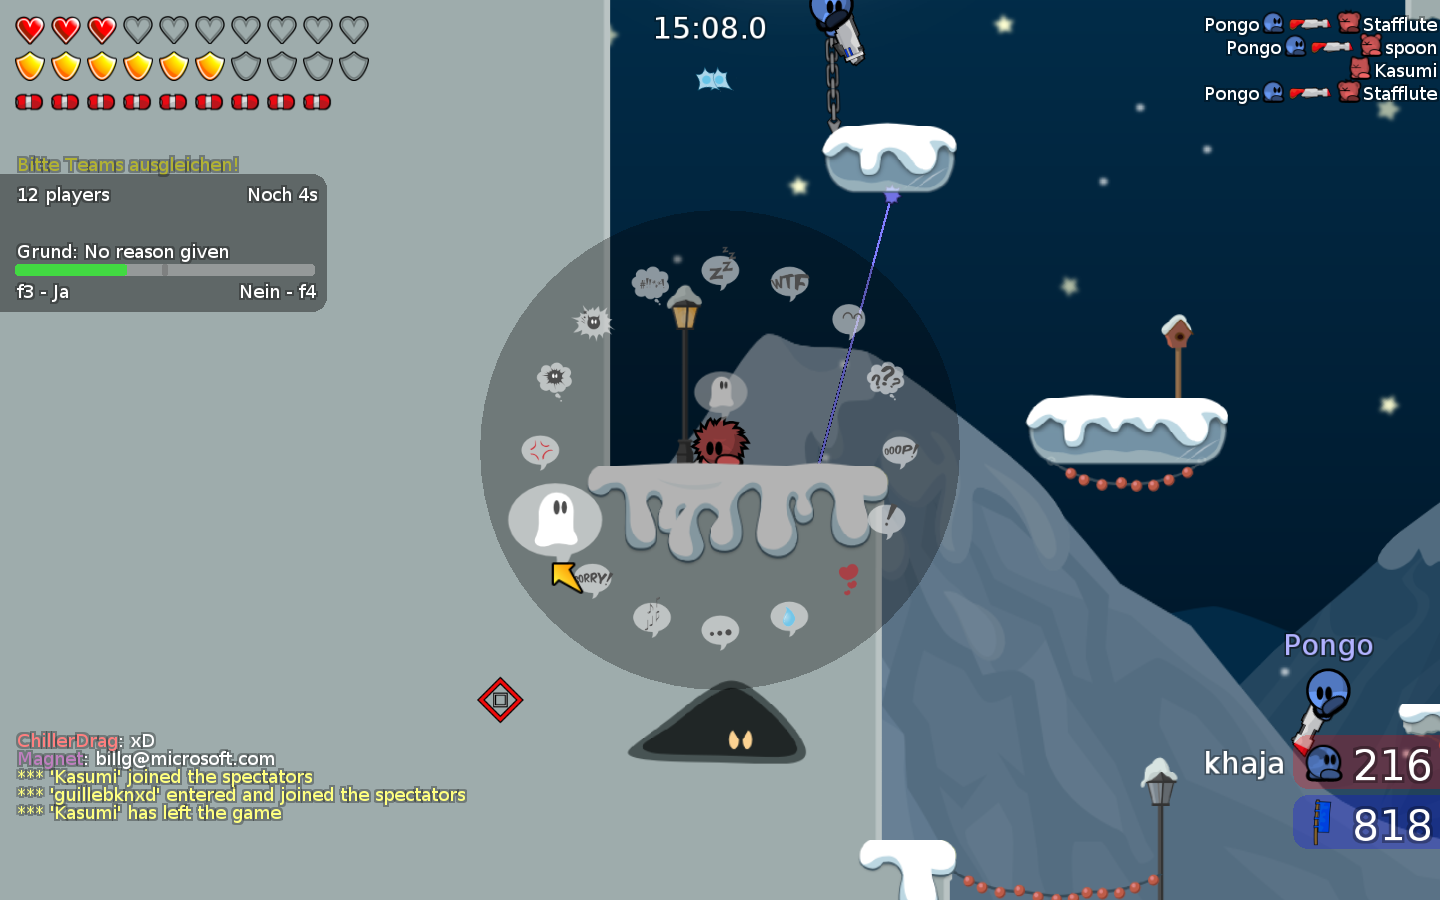 15:08.0
Pongo Stafflute
Pongo spoon
Kasumi
Pongo Stafflute
Bitte Teams ausgleichen!
12 players Noch 4s
Grund: No reason given
f3 - Ja Nein - f4
#!?*!
zzz
WTF
???
OOOP!
!
ORRY!
...
Pongo
khaja 216
818
ChillerDrag: xD
Magnet: billg@microsoft.com
*** 'Kasumi' joined the spectators
*** 'guillebknxd' entered and joined the spectators
*** 'Kasumi' has left the game